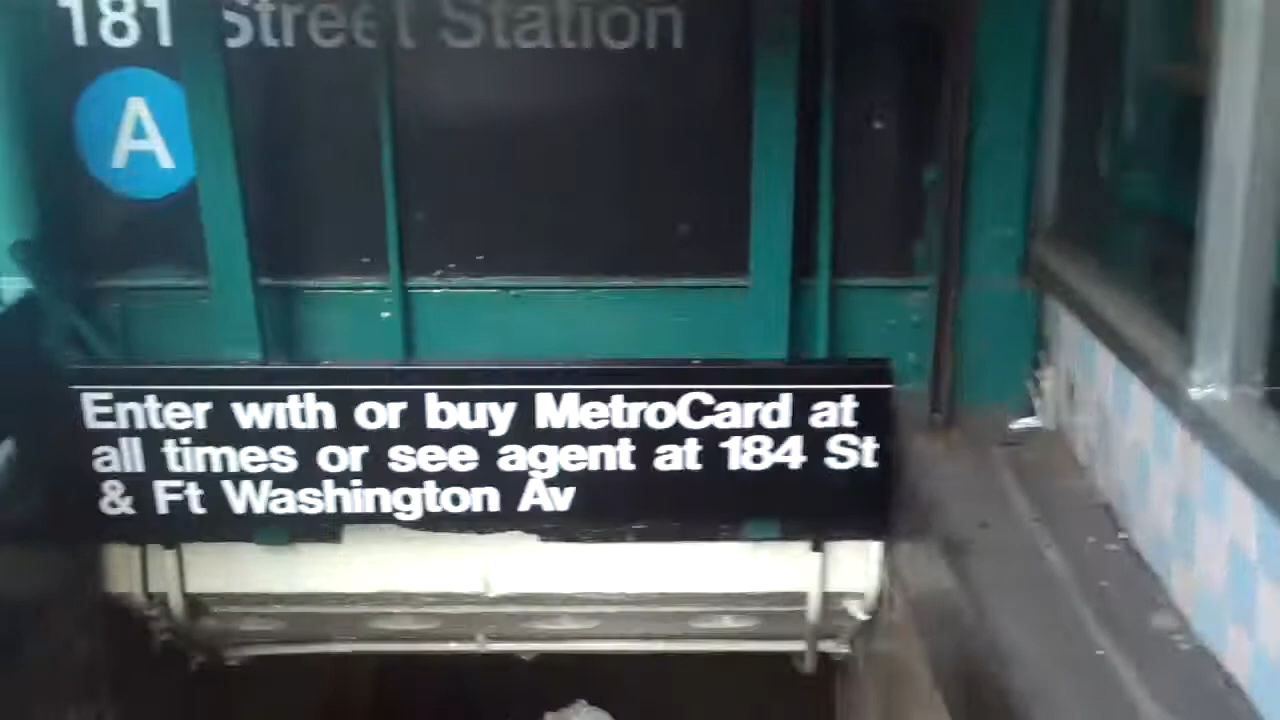 181 Street Station
A
Enter with or buy MetroCard at
all times or see agent at 184 St
& Ft Washington Av